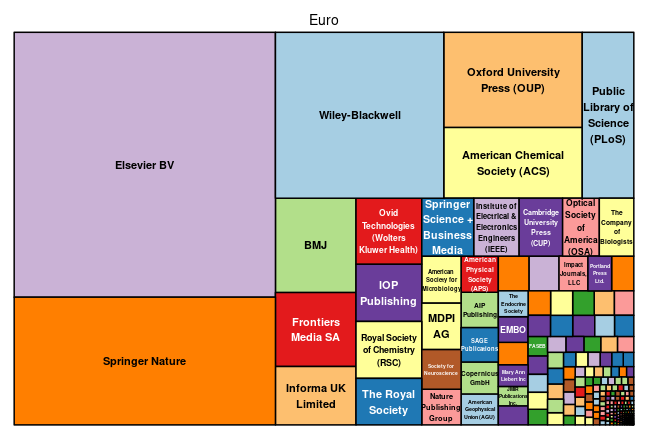 Euro
Elsevier BV
Springer Nature
Wiley-Blackwell
Oxford University
Press (OUP)
American Chemical
Society (ACS)
Public
Library of
Science
(PLoS)
BMJ
Frontiers
Media SA
Informa UK
Limited
Ovid
Technologies
(Wolters
Kluwer Health)
IOP
Publishing
Royal Society
of Chemistry
(RSC)
The Royal
Society
Springer
Science +
Business
Media
Institute of
Electrical &
Electronics
Engineers
(IEEE)
Cambridge
University
Press
(CUP)
Optical
Society
of
America
(OSA)
The
Company
of
Biologists
American
Society for
Microbiology
MDPI
AG
Society for
Neuroscience
Nature
Publishing
Group
American
Physical
Society
(APS)
AIP
Publishing
SAGE
Publications
Copernicus
GmbH
American
Geophysical
Union (AGU)
Impact
Journals,
LLC
Portland
Press
Ltd.
The
Endocrine
Society
EMBO
Mary Ann
Liebert Inc
JMIR
Publications
Inc.
FASEB